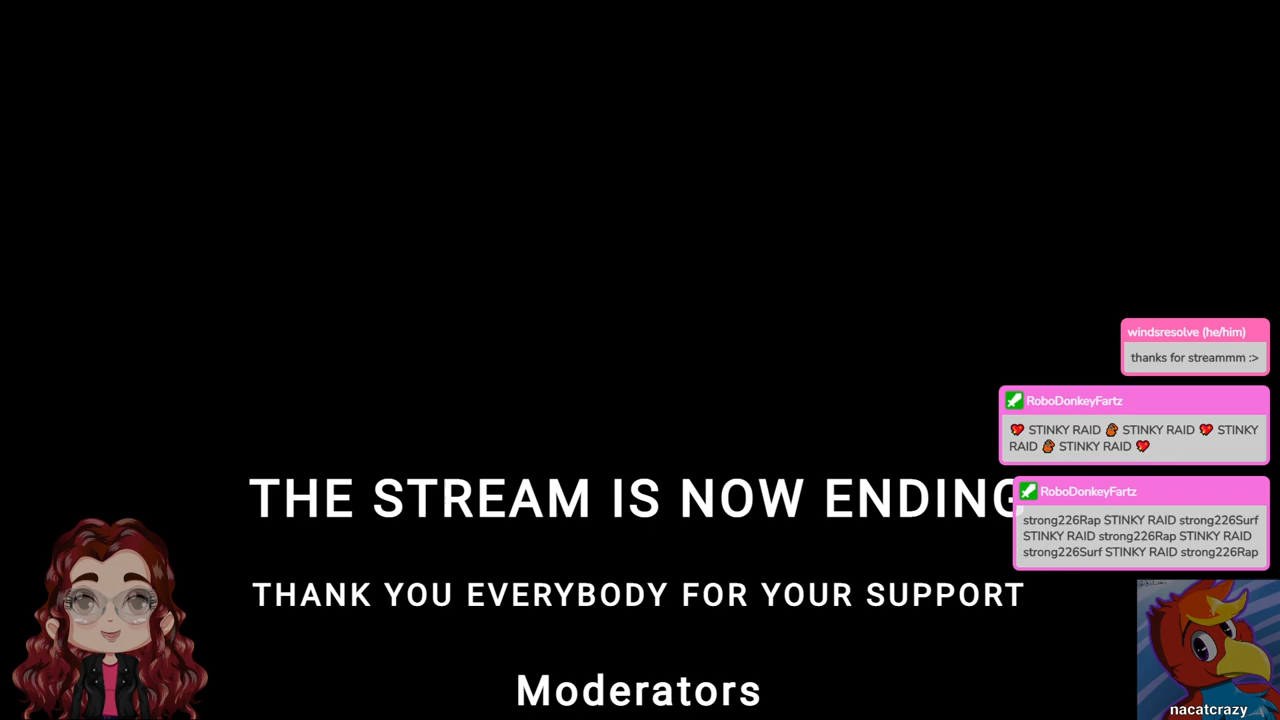 windsresolve (he/him)
thanks for streammm :>
RoboDonkeyFartz
STINKY RAID STINKY RAID STINKY
RAID STINKY RAID
THE STREAM IS NOW ENDING
RoboDonkeyFartz
strong226Rap STINKY RAID strong226Surf
STINKY RAID strong226Rap STINKY RAID
strong226Surf STINKY RAID strong226Rap
THANK YOU EVERYBODY FOR YOUR SUPPORT
Moderators
nacatcrazy